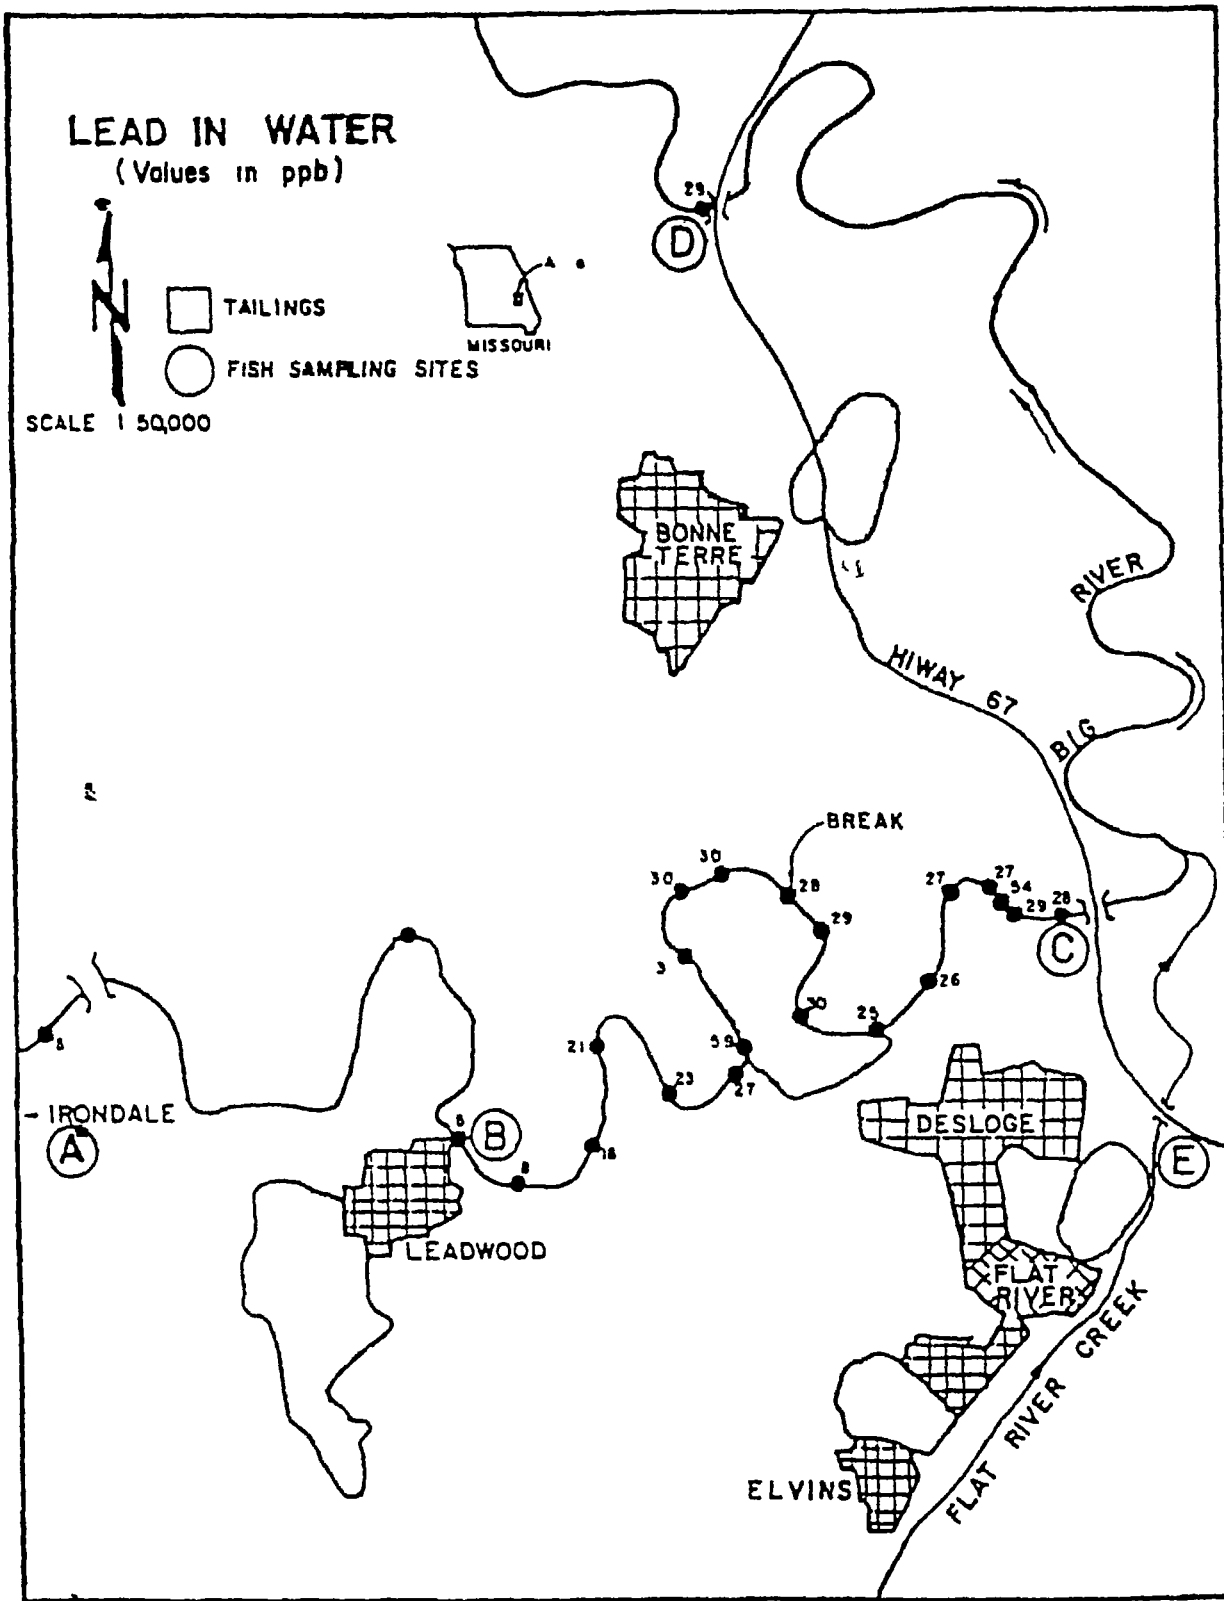 LEAD IN WATER
(Values in ppb)
N
TAILINGS
FISH SAMPLING SITES
SCALE 1 50,000
MISSOURI
29
D
BONNE
TERRE
RIVER
HIWAY 67
BIG
BREAK
30
30
28
29
27
27
54
29
28
C
3
30
25
26
8
21
59
23
27
IRONDALE
A
B
8
18
LEADWOOD
DESLOGE
E
FLAT
RIVER
ELVINS
FLAT RIVER CREEK